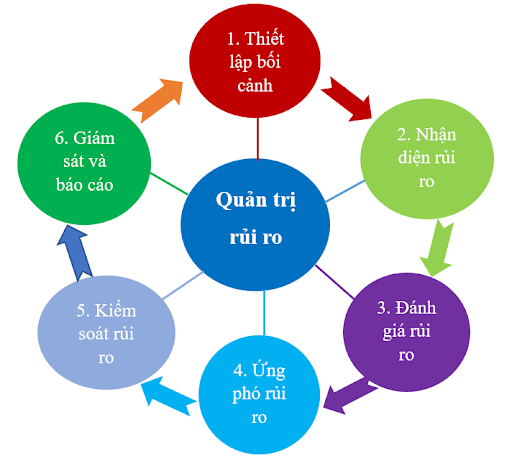 1. Thiết
lập bối
cảnh
2. Nhận
diện rủi
ro
3. Đánh
giá rủi
ro
4. Ứng
phó rủi
ro
5. Kiểm
soát rủi
ro
6. Giám
sát và
báo cáo
Quản trị
rủi ro